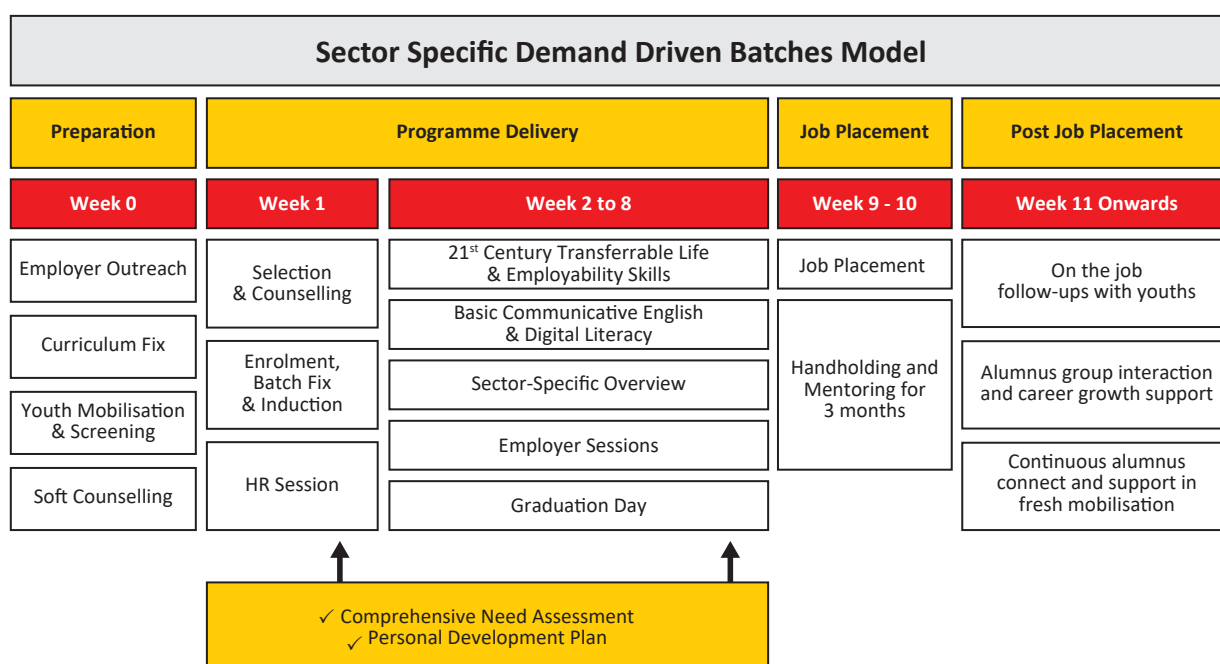 Sector Specific Demand Driven Batches Model
Preparation
Programme Delivery
Job Placement
Post Job Placement
Week 0
Week 1
Week 2 to 8
Week 9 - 10
Week 11 Onwards
Employer Outreach
Curriculum Fix
Youth Mobilisation
& Screening
Soft Counselling
Selection
& Counselling
Enrolment,
Batch Fix
& Induction
HR Session
21st Century Transferrable Life
& Employability Skills
Basic Communicative English
& Digital Literacy
Sector-Specific Overview
Employer Sessions
Graduation Day
Job Placement
Handholding and
Mentoring for
3 months
On the job
follow-ups with youths
Alumnus group interaction
and career growth support
Continuous alumnus
connect and support in
fresh mobilisation
✓ Comprehensive Need Assessment
✓ Personal Development Plan